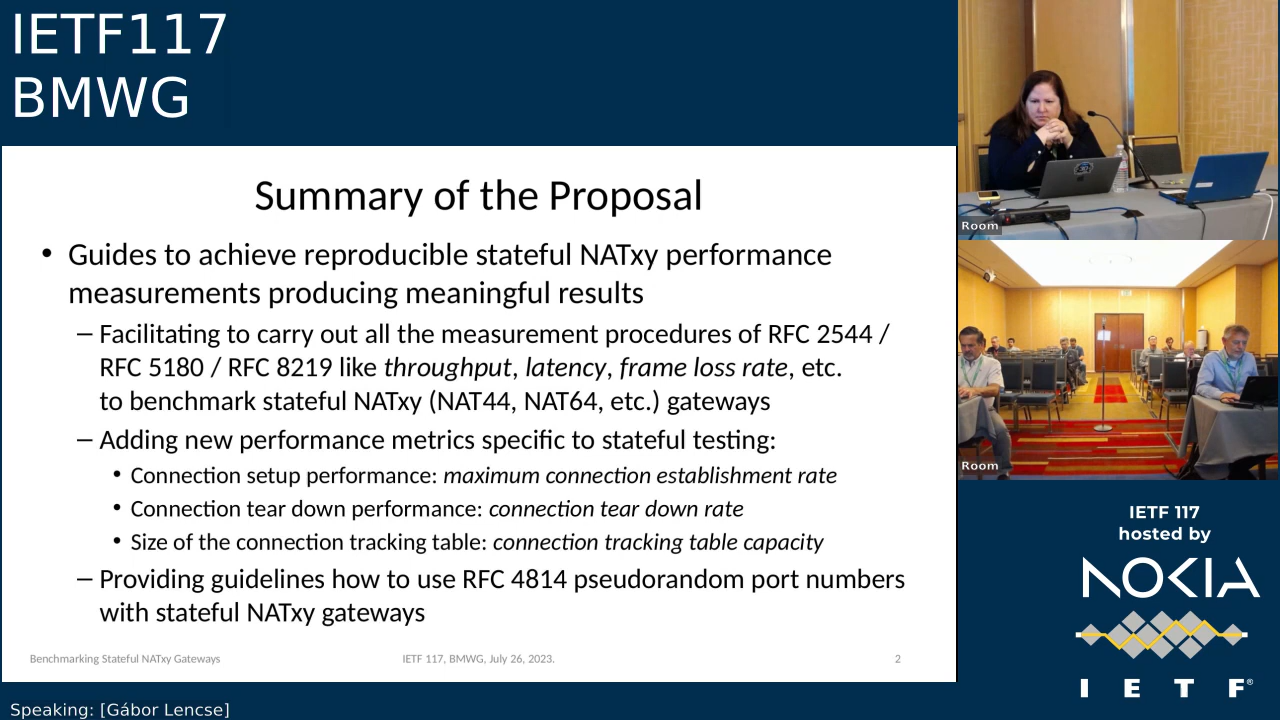 IETF117
BMWG
Summary of the Proposal
• Guides to achieve reproducible stateful NATxy performance
measurements producing meaningful results
– Facilitating to carry out all the measurement procedures of RFC 2544 /
RFC 5180 / RFC 8219 like throughput, latency, frame loss rate, etc.
to benchmark stateful NATxy (NAT44, NAT64, etc.) gateways
– Adding new performance metrics specific to stateful testing:
• Connection setup performance: maximum connection establishment rate
• Connection tear down performance: connection tear down rate
• Size of the connection tracking table: connection tracking table capacity
– Providing guidelines how to use RFC 4814 pseudorandom port numbers
with stateful NATxy gateways
Benchmarking Stateful NATxy Gateways
IETF 117, BMWG, July 26, 2023.
2
Room
Room
IETF 117
hosted by
NOKIA
I E T F®
Speaking: [Gábor Lencse]